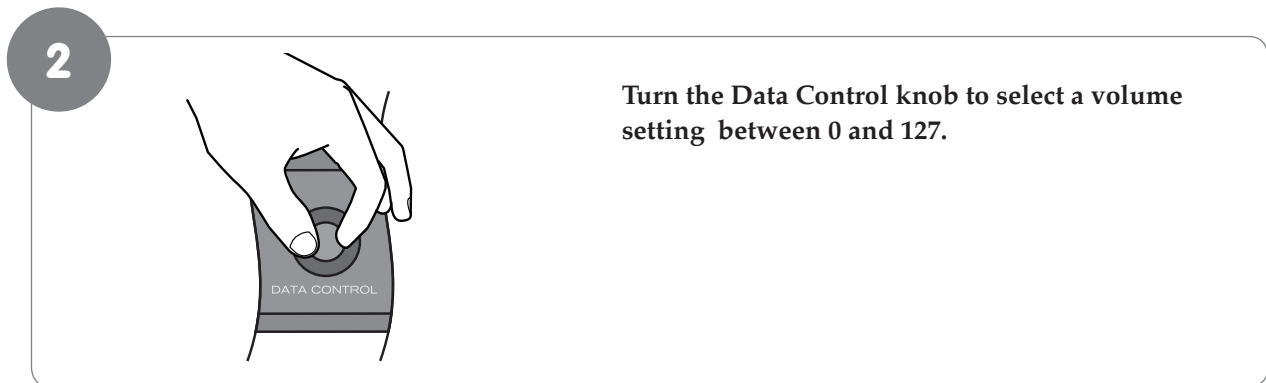 2
Turn the Data Control knob to select a volume
setting  between 0 and 127.
DATA CONTROL